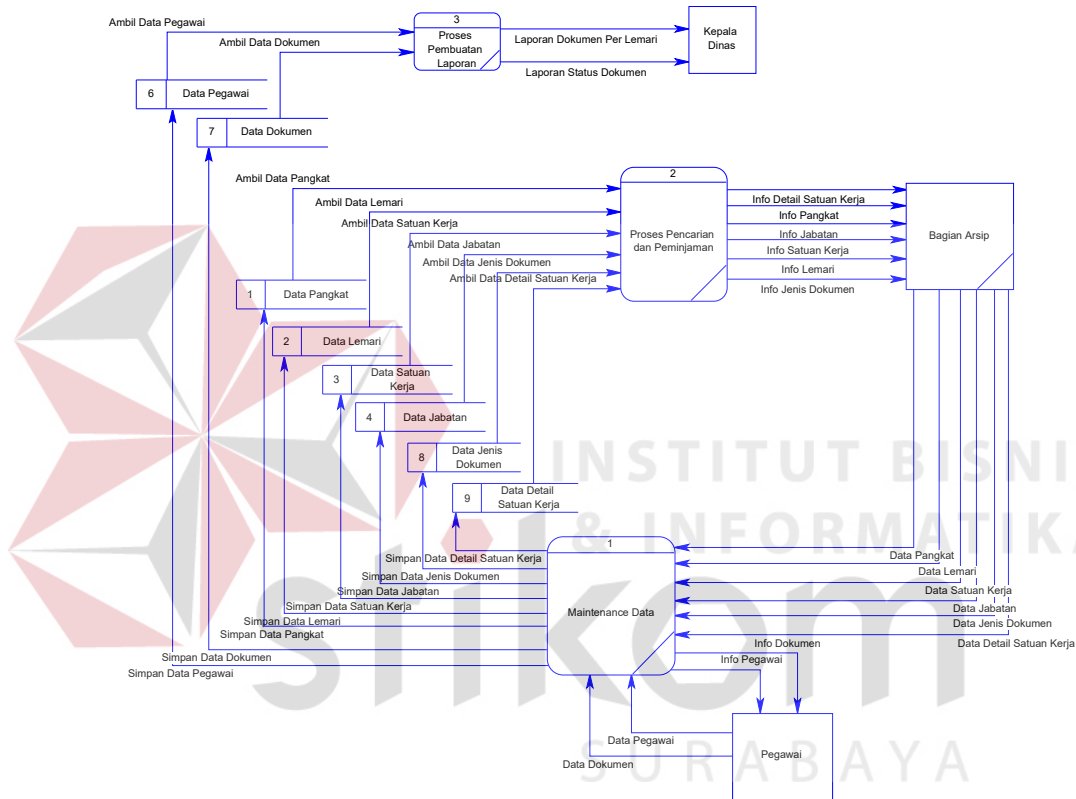 Ambil Data Pegawai
Ambil Data Dokumen
3
Proses
Pembuatan
Laporan
Laporan Dokumen Per Lemari
Laporan Status Dokumen
Kepala
Dinas
6
Data Pegawai
7
Data Dokumen
Ambil Data Pangkat
Ambil Data Lemari
Ambil Data Satuan Kerja
Ambil Data Jabatan
Ambil Data Jenis Dokumen
Ambil Data Detail Satuan Kerja
2
Proses Pencarian
dan Peminjaman
Info Detail Satuan Kerja
Info Pangkat
Info Jabatan
Info Satuan Kerja
Info Lemari
Info Jenis Dokumen
Bagian Arsip
1
Data Pangkat
2
Data Lemari
3
Data Satuan
Kerja
4
Data Jabatan
8
Data Jenis
Dokumen
9
Data Detail
Satuan Kerja
INSTITUT BISNI
& INFORMATIKA
stikom
SURABAYA
1
Maintenance Data
Simpan Data Detail Satuan Kerja
Simpan Data Jenis Dokumen
Simpan Data Jabatan
Simpan Data Satuan Kerja
Simpan Data Lemari
Simpan Data Pangkat
Simpan Data Dokumen
Simpan Data Pegawai
Data Pangkat
Data Lemari
Data Satuan Kerja
Data Jabatan
Data Jenis Dokumen
Data Detail Satuan Kerja
Info Dokumen
Info Pegawai
Data Pegawai
Data Dokumen
Pegawai